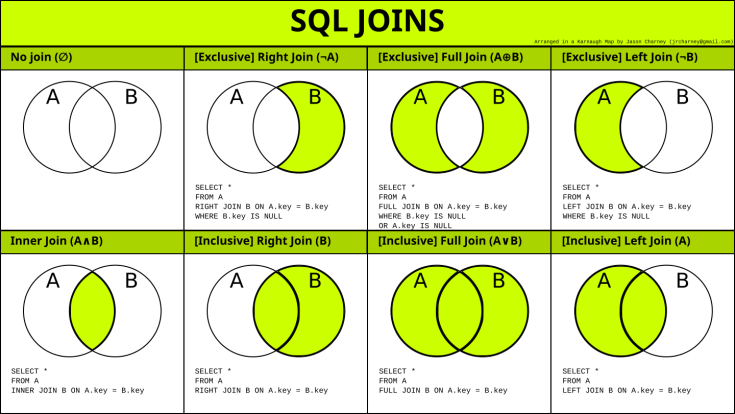 SQL JOINS
Arranged in a Karnaugh Map by Jason Charney (jrcharney@gmail.com)
No join (∅)
A B
[Exclusive] Right Join (¬A)
A B
SELECT *
FROM A
RIGHT JOIN B ON A.key = B.key
WHERE B.key IS NULL
[Exclusive] Full Join (A⊕B)
A B
SELECT *
FROM A
FULL JOIN B ON A.key = B.key
WHERE B.key IS NULL
OR A.key IS NULL
[Exclusive] Left Join (¬B)
A B
SELECT *
FROM A
LEFT JOIN B ON A.key = B.key
WHERE B.key IS NULL
Inner Join (A∧B)
A B
SELECT *
FROM A
INNER JOIN B ON A.key = B.key
[Inclusive] Right Join (B)
A B
SELECT *
FROM A
RIGHT JOIN B ON A.key = B.key
[Inclusive] Full Join (A∨B)
A B
SELECT *
FROM A
FULL JOIN B ON A.key = B.key
[Inclusive] Left Join (A)
A B
SELECT *
FROM A
LEFT JOIN B ON A.key = B.key